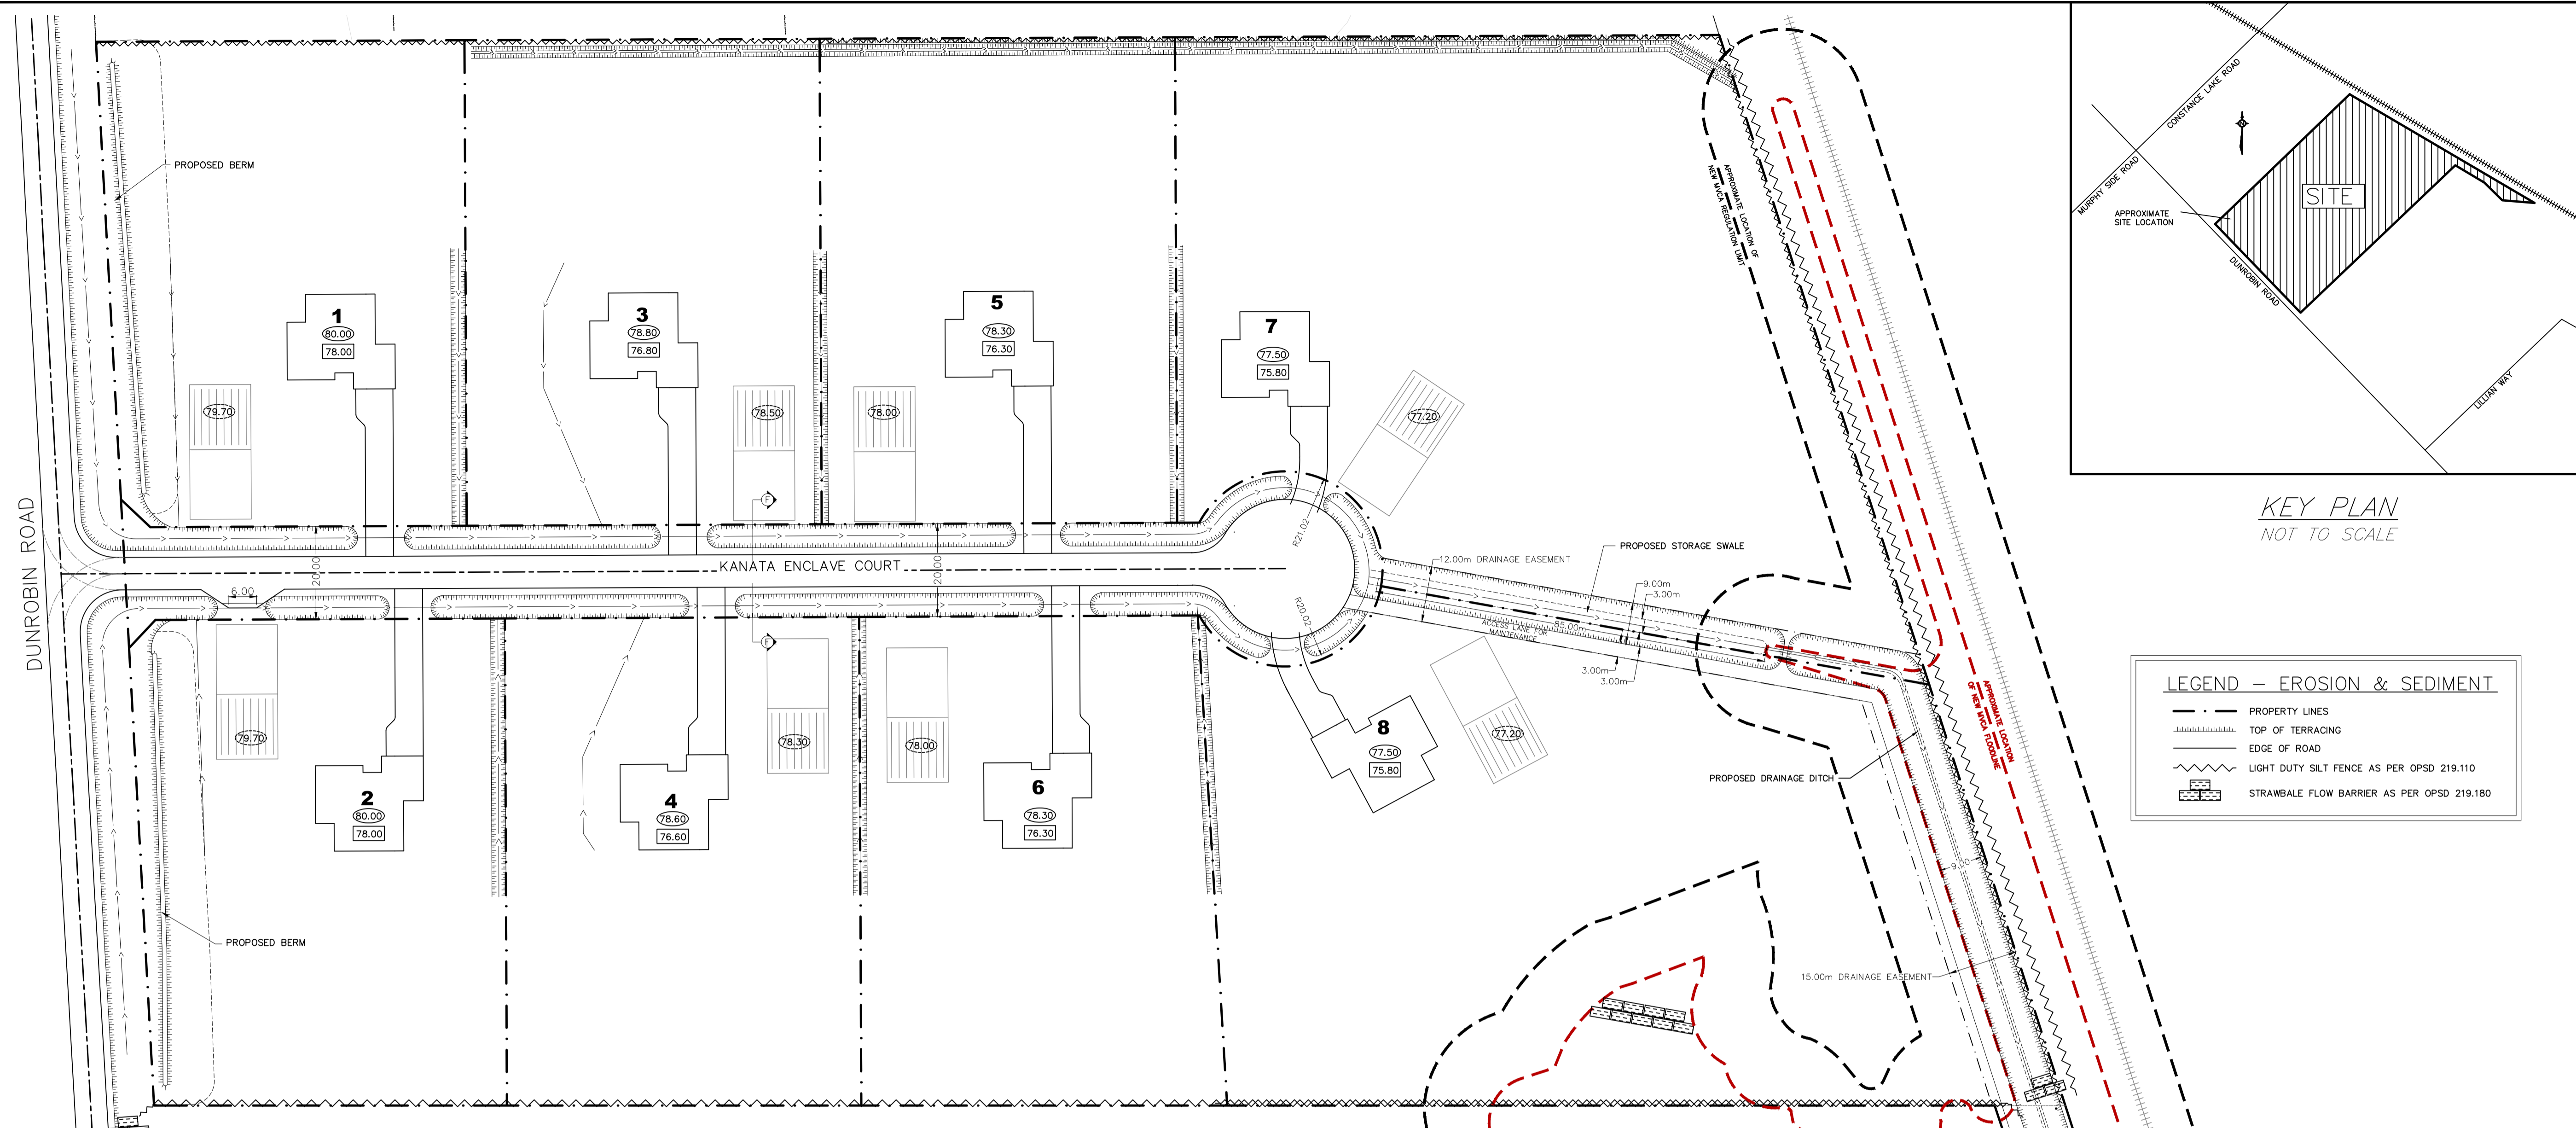 PROPOSED BERM
DUNROBIN ROAD
1
80.00
78.00
3
78.80
76.80
5
78.30
76.30
7
77.50
75.80
79.70
78.50
78.00
77.20
F
20.00
KANATA ENCLAVE COURT
20.00
6.00
R21.02
R20.02
F
79.70
78.30
78.00
77.20
2
80.00
78.00
4
78.60
76.60
6
78.30
76.30
8
77.50
75.80
PROPOSED BERM
12.00m DRAINAGE EASEMENT
PROPOSED STORAGE SWALE
9.00m
3.00m
85.00m
ACCESS LANE FOR
MAINTENANCE
3.00m
3.00m
PROPOSED DRAINAGE DITCH
9.00
15.00m DRAINAGE EASEMENT
APPROXIMATE LOCATION OF
NEW MVCA REGULATION LIMIT
APPROXIMATE LOCATION
OF NEW MVCA FLOODLINE
CONSTANCE LAKE ROAD
MURPHY SIDE ROAD
N
SITE
APPROXIMATE
SITE LOCATION
DUNROBIN ROAD
LILLIAN WAY
KEY PLAN
NOT TO SCALE
LEGEND - EROSION & SEDIMENT
PROPERTY LINES
TOP OF TERRACING
EDGE OF ROAD
LIGHT DUTY SILT FENCE AS PER OPSD 219.110
STRAWBALE FLOW BARRIER AS PER OPSD 219.180